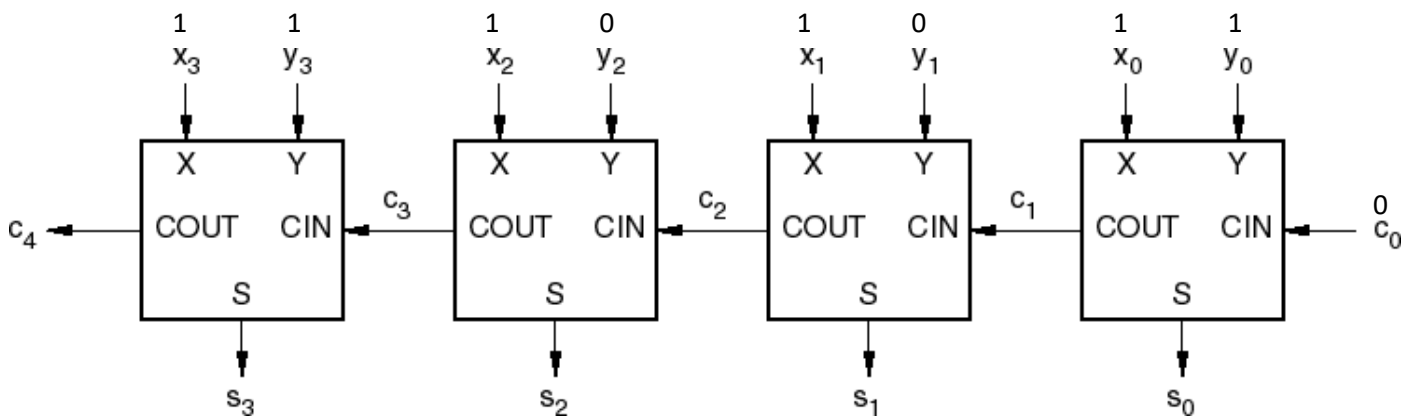 1 1 1 0 1 0 1 1
x₃ y₃ x₂ y₂ x₁ y₁ x₀ y₀
X Y X Y X Y X Y
c₃ c₂ c₁ 0
c₄ COUT CIN COUT CIN COUT CIN COUT CIN c₀
S S S S
s₃ s₂ s₁ s₀